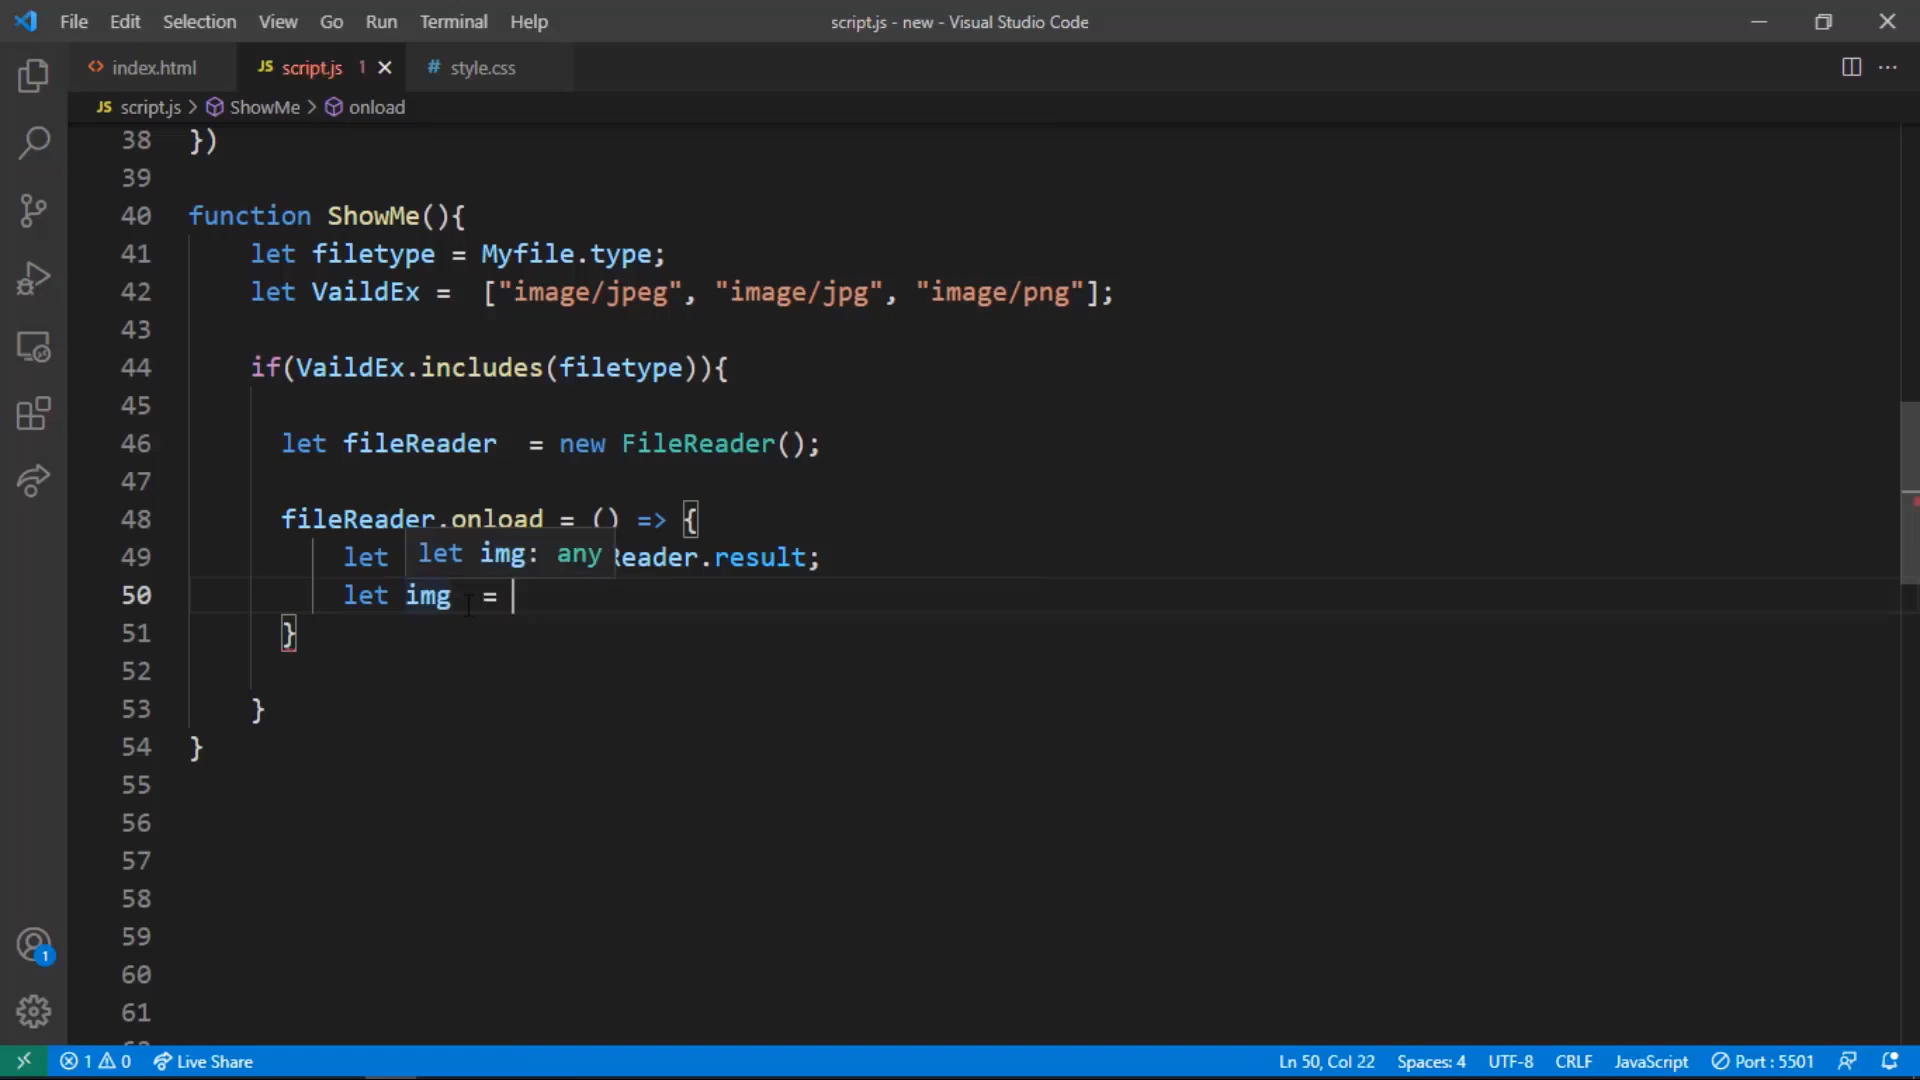 File Edit Selection View Go Run Terminal Help script.js - new - Visual Studio Code
index.html JS script.js 1 # style.css
JS script.js > ShowMe > onload
38 })
39
40 function ShowMe(){
41 let filetype = Myfile.type;
42 let VaildEx = ["image/jpeg", "image/jpg", "image/png"];
43
44 if(VaildEx.includes(filetype)){
45
46 let fileReader = new FileReader();
47
48 fileReader.onload = () => {
let img: any
49 let Reader.result;
50 let img =
51 }
52
53 }
54 }
55
56
57
58
59
60
61
1
1 0 Live Share Ln 50, Col 22 Spaces: 4 UTF-8 CRLF JavaScript Port : 5501